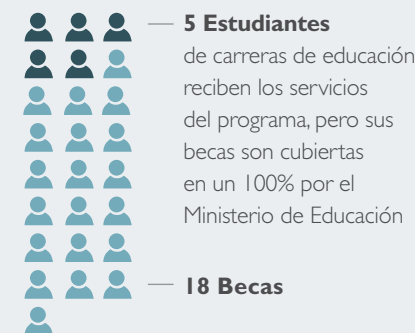 5 Estudiantes
de carreras de educación
reciben los servicios
del programa, pero sus
becas son cubiertas
en un 100% por el
Ministerio de Educación
18 Becas